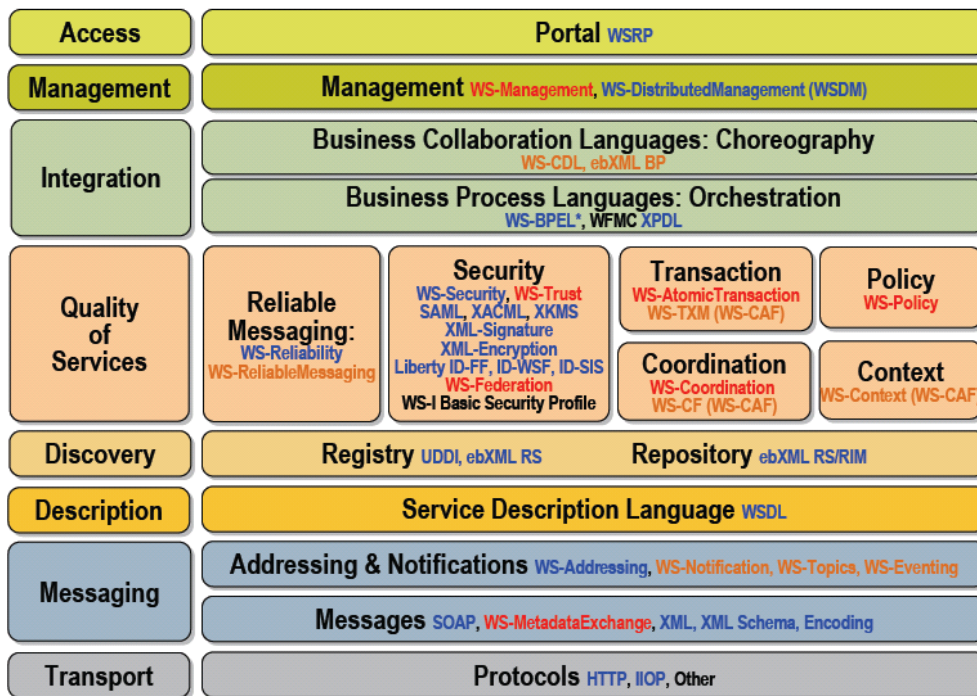 Access
Portal WSRP
Management
Management WS-Management, WS-DistributedManagement (WSDM)
Integration
Business Collaboration Languages: Choreography
WS-CDL, ebXML BP
Business Process Languages: Orchestration
WS-BPEL*, WFMC XPDL
Quality
of
Services
Reliable
Messaging:
WS-Reliability
WS-ReliableMessaging
Security
WS-Security, WS-Trust
SAML, XACML, XKMS
XML-Signature
XML-Encryption
Liberty ID-FF, ID-WSF, ID-SIS
WS-Federation
WS-I Basic Security Profile
Transaction
WS-AtomicTransaction
WS-TXM (WS-CAF)
Policy
WS-Policy
Coordination
WS-Coordination
WS-CF (WS-CAF)
Context
WS-Context (WS-CAF)
Discovery
Registry UDDI, ebXML RS
Repository ebXML RS/RIM
Description
Service Description Language WSDL
Messaging
Addressing & Notifications WS-Addressing, WS-Notification, WS-Topics, WS-Eventing
Messages SOAP, WS-MetadataExchange, XML, XML Schema, Encoding
Transport
Protocols HTTP, IIOP, Other